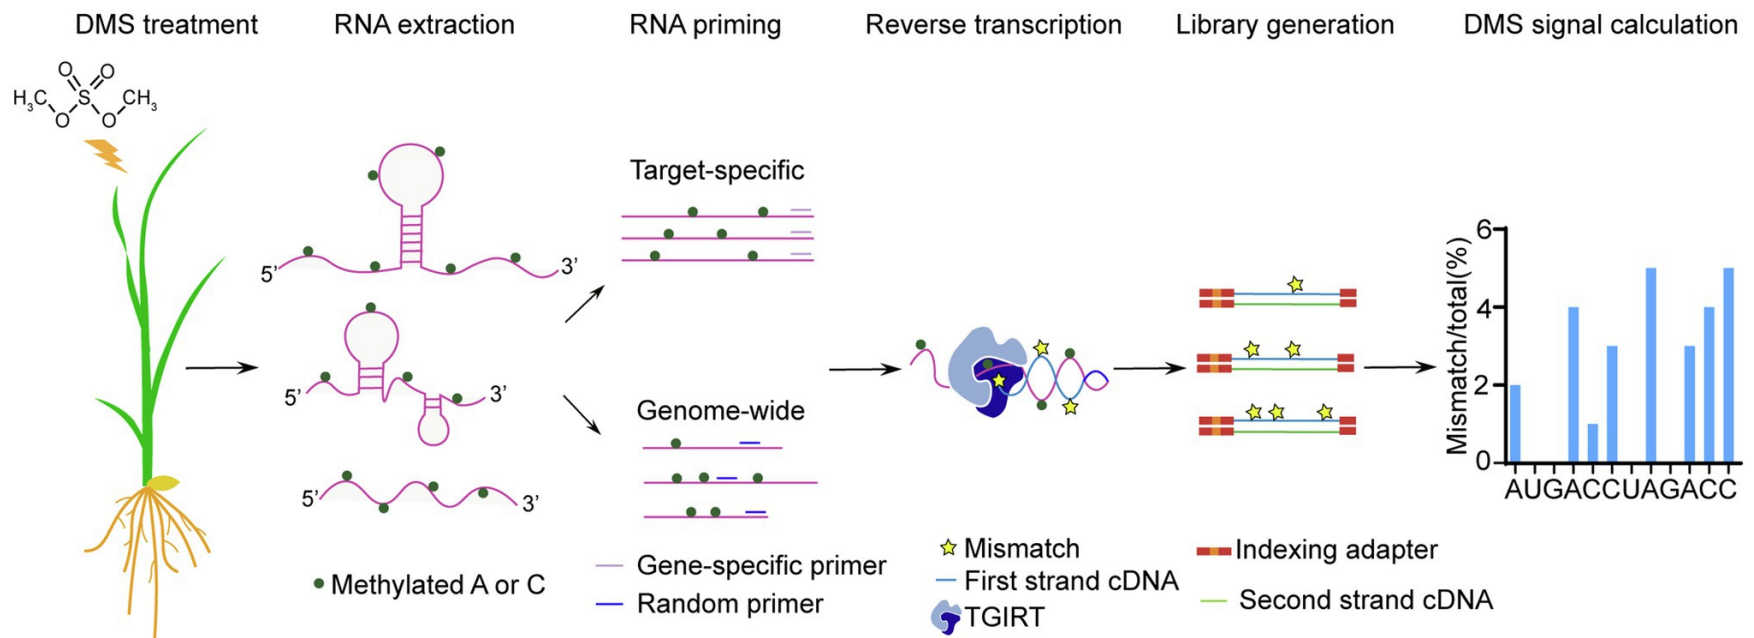 DMS treatment
RNA extraction
RNA priming
Reverse transcription
Library generation
DMS signal calculation
O
O
H₃C
S
CH₃
O
O
Target-specific
5’
3’
5’
3’
5’
3’
Genome-wide
Mismatch/total(%)
6
4
2
0
AUGACCUAGACC
Methylated A or C
Gene-specific primer
Random primer
Mismatch
First strand cDNA
TGIRT
Indexing adapter
Second strand cDNA